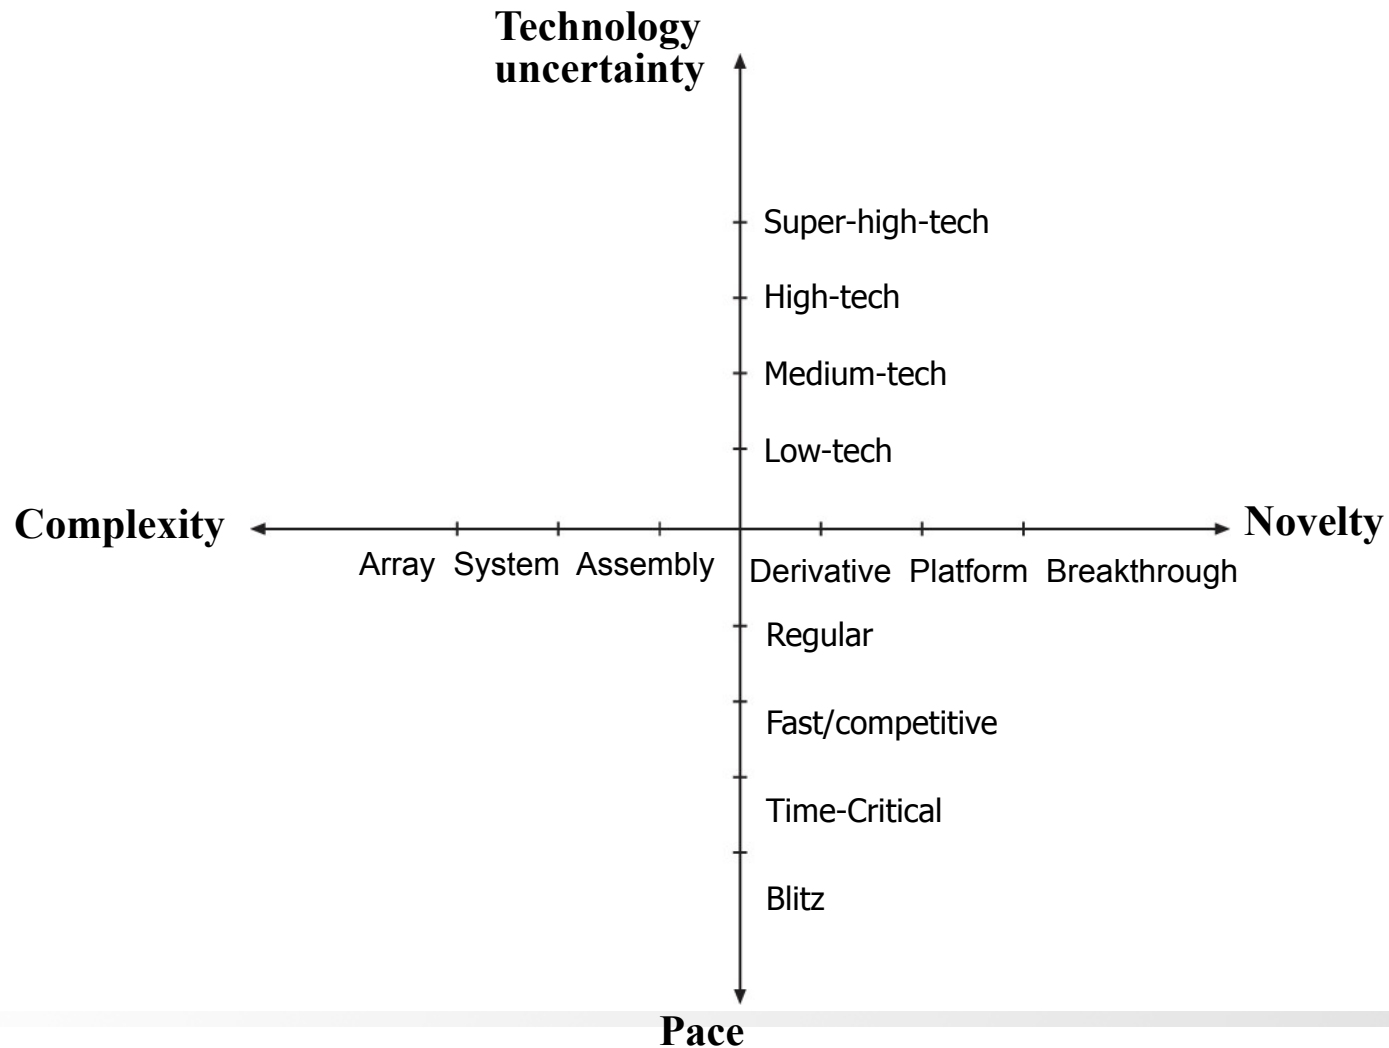 Technology
uncertainty
Super-high-tech
High-tech
Medium-tech
Low-tech
Complexity
Novelty
Array System Assembly
Derivative Platform Breakthrough
Regular
Fast/competitive
Time-Critical
Blitz
Pace